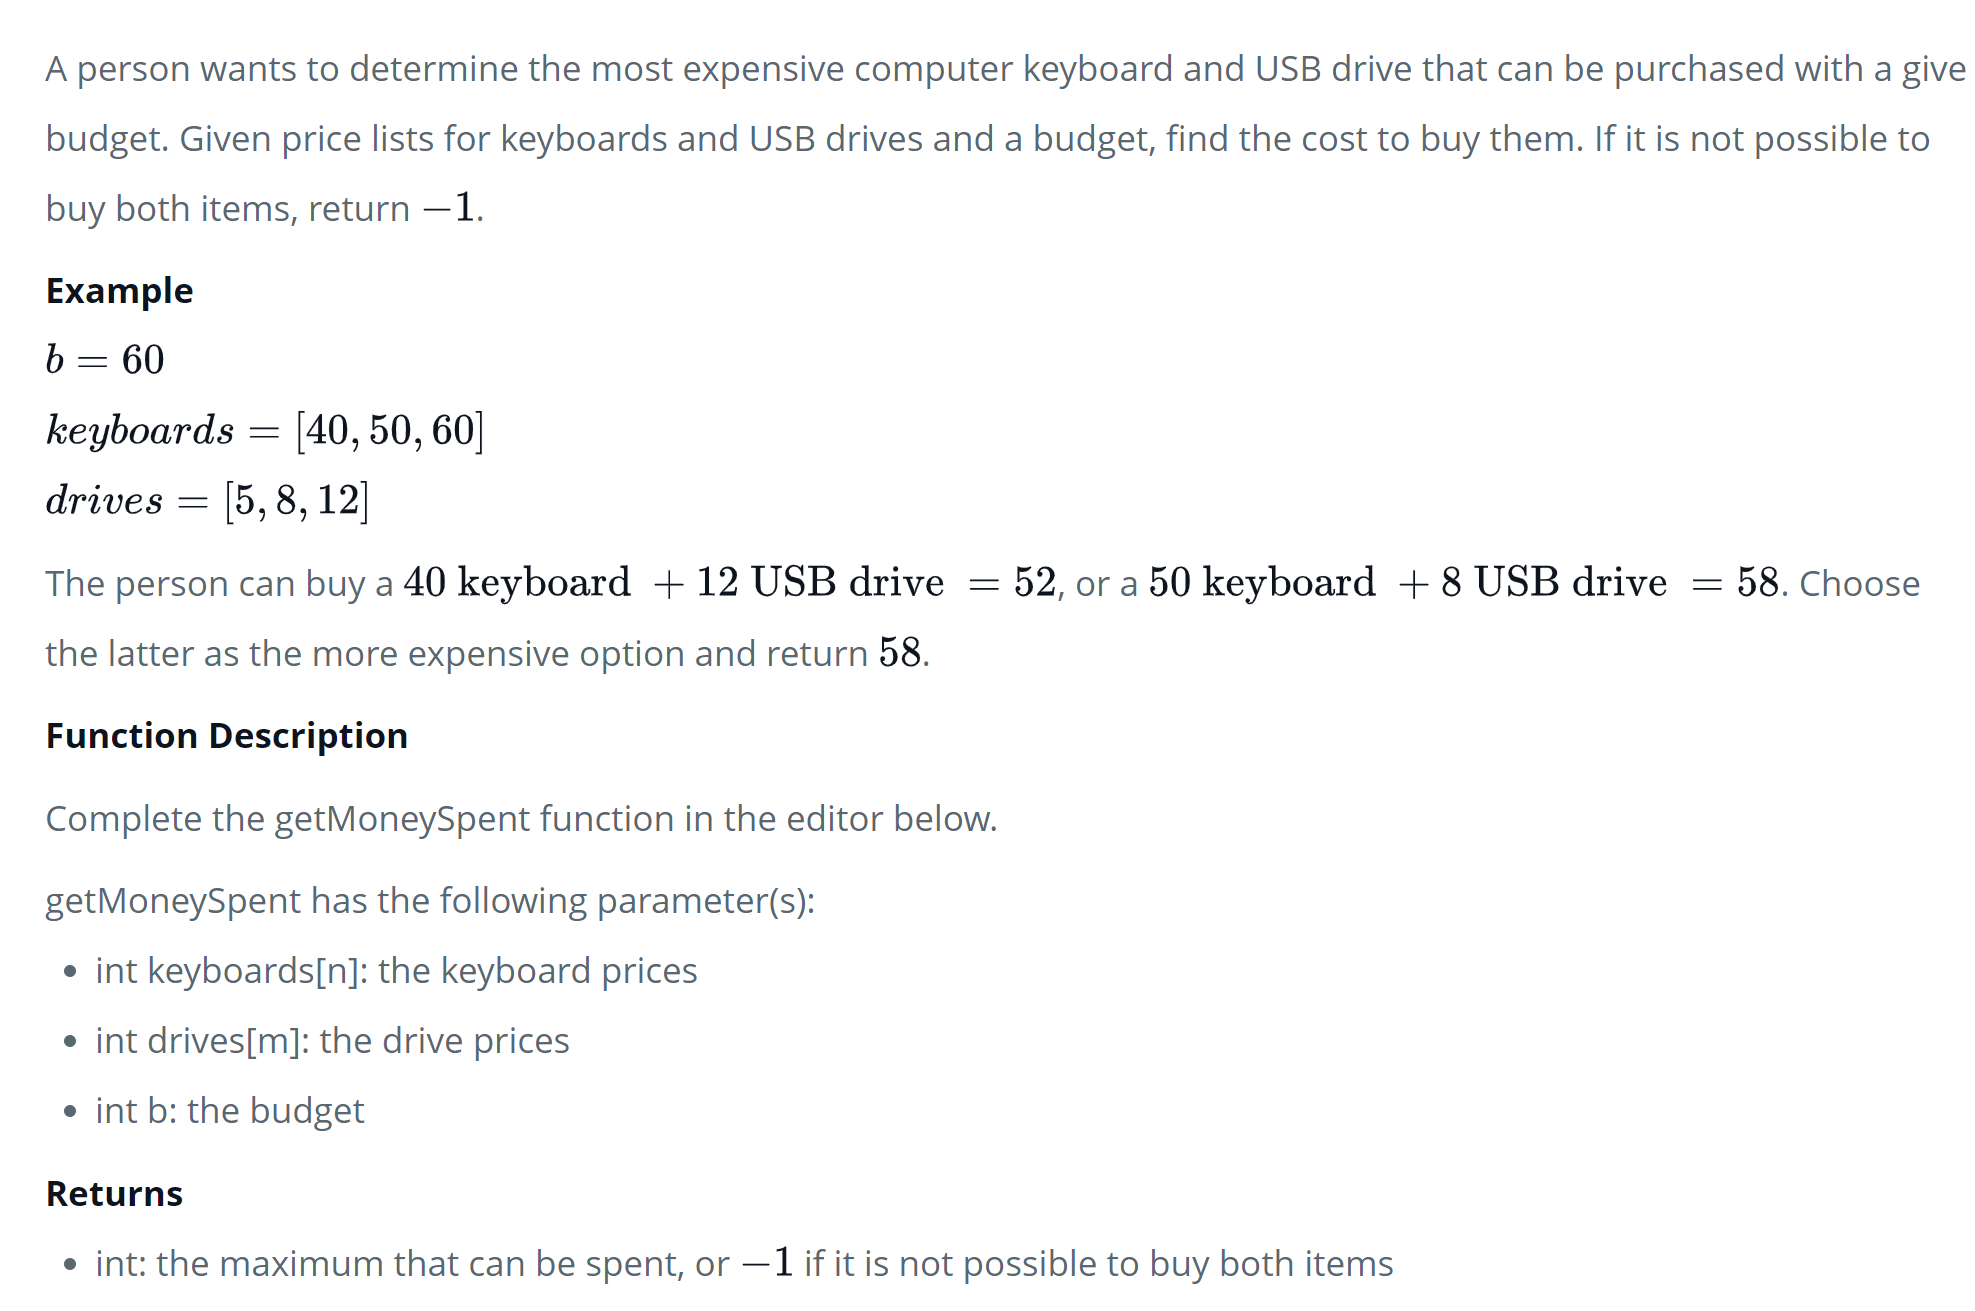 A person wants to determine the most expensive computer keyboard and USB drive that can be purchased with a give
budget. Given price lists for keyboards and USB drives and a budget, find the cost to buy them. If it is not possible to
buy both items, return −1.
Example
b = 60
keyboards = [40, 50, 60]
drives = [5, 8, 12]
The person can buy a 40 keyboard + 12 USB drive = 52, or a 50 keyboard + 8 USB drive = 58. Choose
the latter as the more expensive option and return 58.
Function Description
Complete the getMoneySpent function in the editor below.
getMoneySpent has the following parameter(s):
• int keyboards[n]: the keyboard prices
• int drives[m]: the drive prices
• int b: the budget
Returns
• int: the maximum that can be spent, or −1 if it is not possible to buy both items